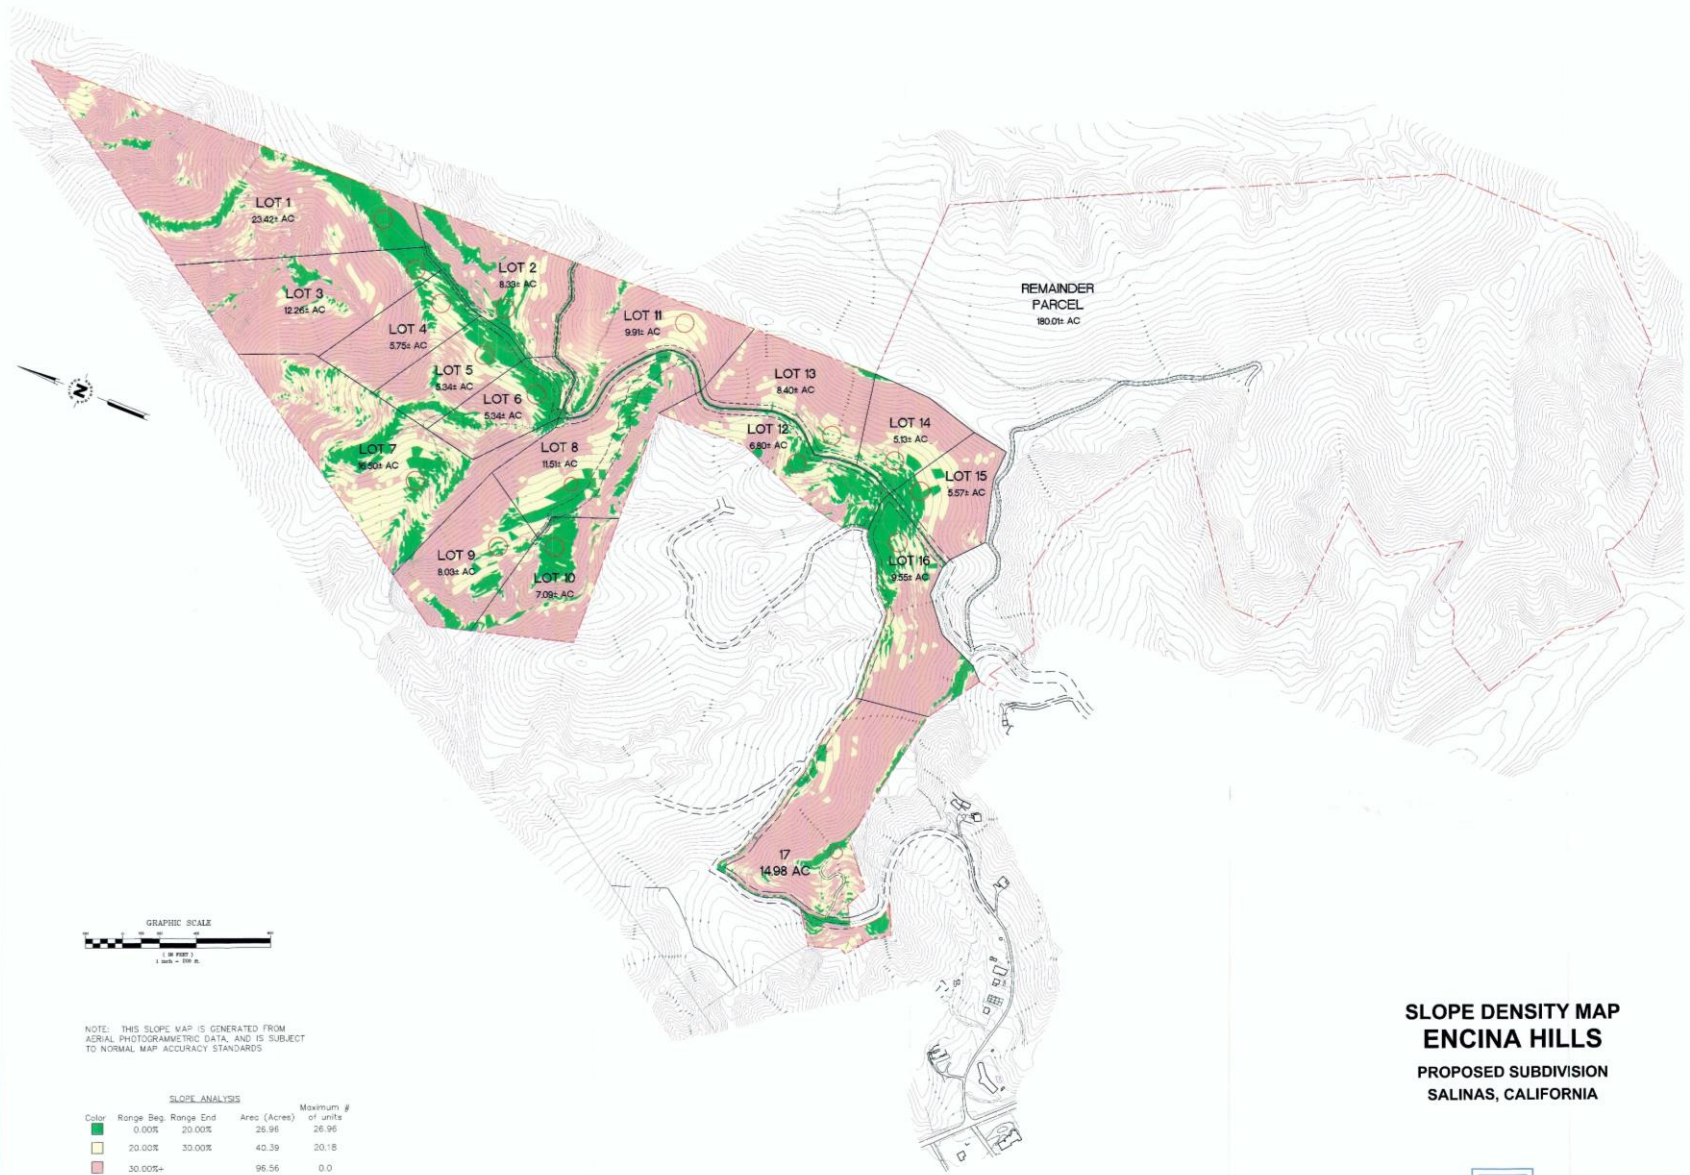 LOT 1
23.42± AC
LOT 2
8.33± AC
LOT 3
12.26± AC
LOT 4
5.75± AC
LOT 5
5.34± AC
LOT 6
5.34± AC
LOT 7
LOT 8
11.51± AC
LOT 9
8.03± AC
LOT 10
7.09± AC
LOT 11
9.91± AC
LOT 12
6.80± AC
LOT 13
8.40± AC
LOT 14
5.13± AC
LOT 15
5.57± AC
LOT 16
9.55± AC
17
14.98 AC
REMAINDER
PARCEL
180.01± AC
N
GRAPHIC SCALE
( IN FEET )
NOTE: THIS SLOPE MAP IS GENERATED FROM
AERIAL PHOTOGRAMMETRIC DATA, AND IS SUBJECT
TO NORMAL MAP ACCURACY STANDARDS
SLOPE ANALYSIS
Color Range Beg. Range End Area (Acres) Maximum # of units
0.00% 20.00% 26.96 26.96
20.00% 30.00% 40.39 20.18
30.00%+ 96.56 0.0
SLOPE DENSITY MAP
ENCINA HILLS
PROPOSED SUBDIVISION
SALINAS, CALIFORNIA